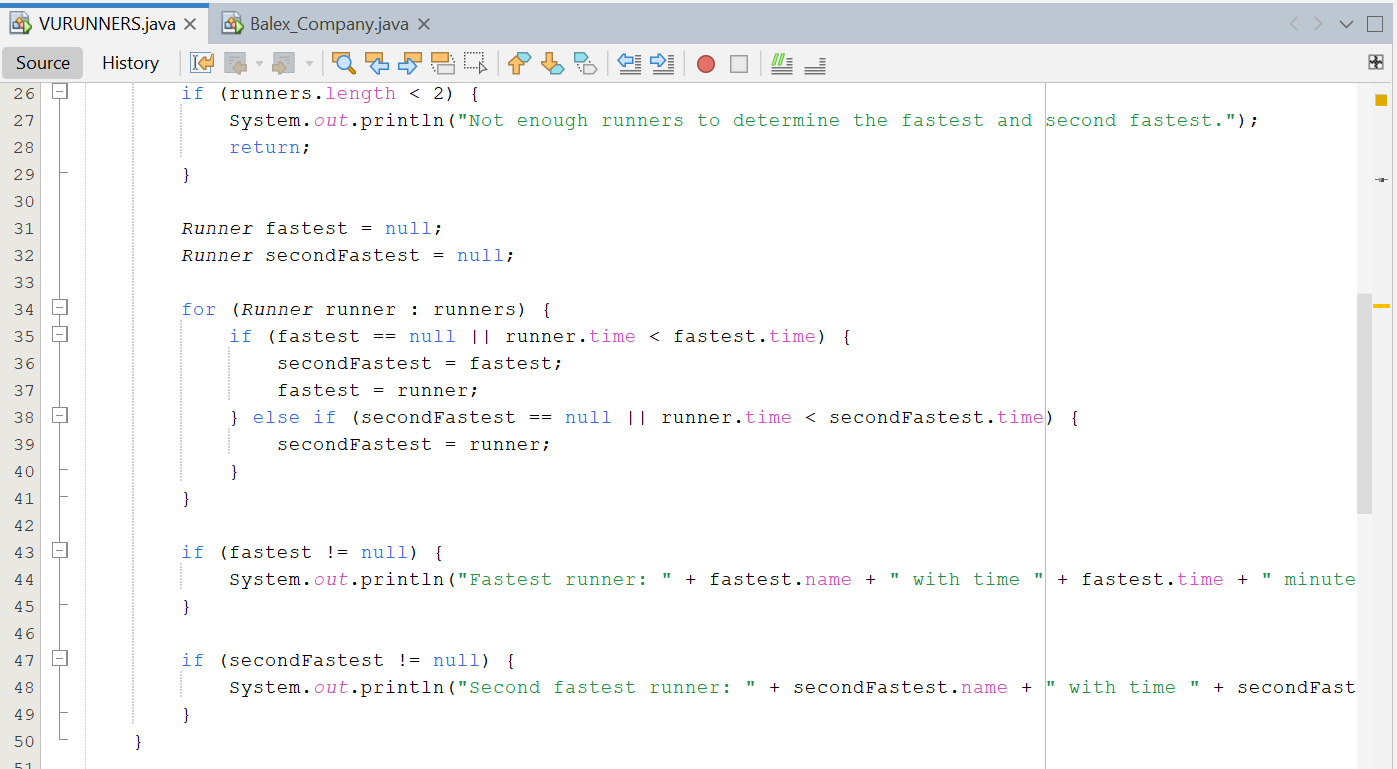 VURUNNERS.java Balex_Company.java
Source History
26 if (runners.length < 2) {
27 System.out.println("Not enough runners to determine the fastest and second fastest.");
28 return;
29 }
30
31 Runner fastest = null;
32 Runner secondFastest = null;
33
34 for (Runner runner : runners) {
35 if (fastest == null || runner.time < fastest.time) {
36 secondFastest = fastest;
37 fastest = runner;
38 } else if (secondFastest == null || runner.time < secondFastest.time) {
39 secondFastest = runner;
40 }
41 }
42
43 if (fastest != null) {
44 System.out.println("Fastest runner: " + fastest.name + " with time " + fastest.time + " minute
45 }
46
47 if (secondFastest != null) {
48 System.out.println("Second fastest runner: " + secondFastest.name + " with time " + secondFast
49 }
50 }
51